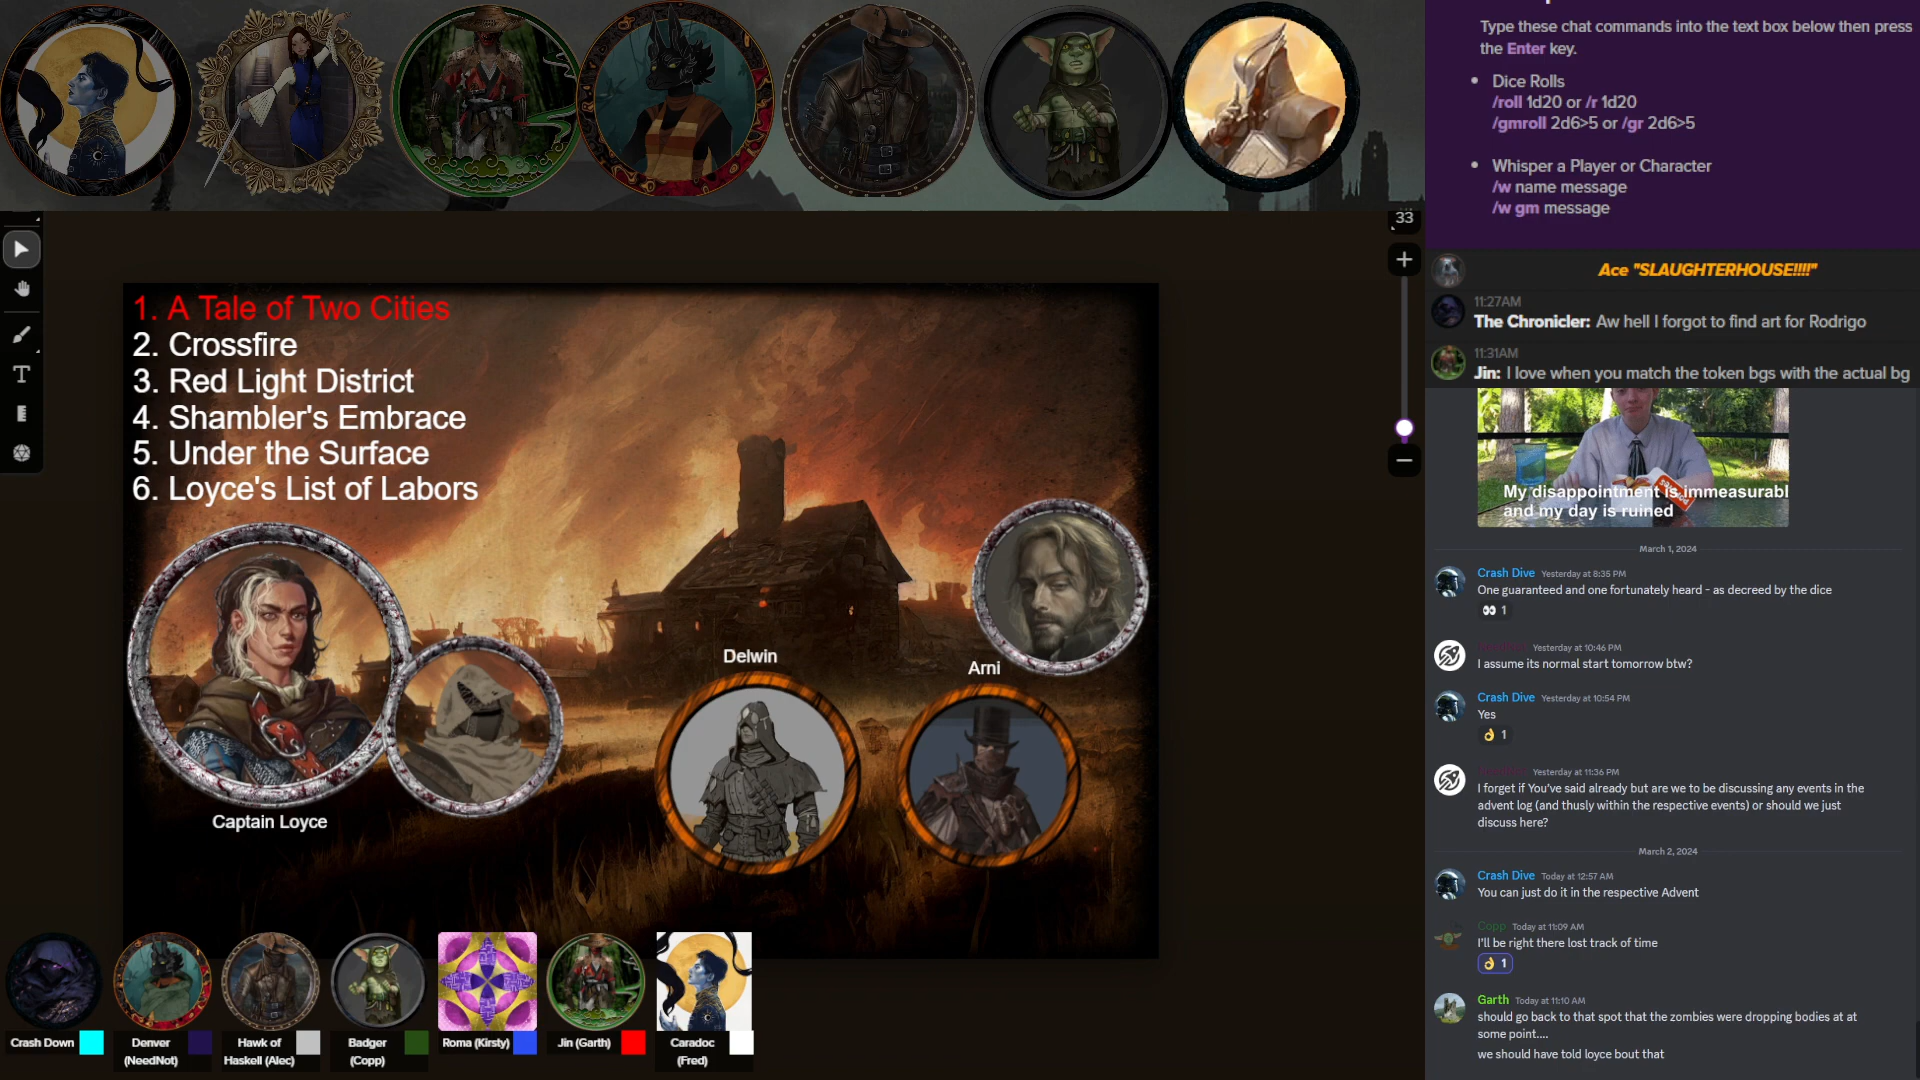 Type these chat commands into the text box below then press
the Enter key.
Dice Rolls
/roll 1d20 or /r 1d20
/gmroll 2d6>5 or /gr 2d6>5
Whisper a Player or Character
/w name message
/w gm message
33
Ace "SLAUGHTERHOUSE!!!!"
11:27AM
The Chronicler: Aw hell I forgot to find art for Rodrigo
11:31AM
Jin: I love when you match the token bgs with the actual bg
1. A Tale of Two Cities
2. Crossfire
3. Red Light District
4. Shambler's Embrace
5. Under the Surface
6. Loyce's List of Labors
Captain Loyce
Delwin
Arni
Crash Down
Denver
(NeedNot)
Hawk of
Haskell (Alec)
Badger
(Copp)
Roma (Kirsty)
Jin (Garth)
Caradoc
(Fred)
My disappointment is immeasurabl
and my day is ruined
March 1, 2024
Crash Dive Yesterday at 8:35 PM
One guaranteed and one fortunately heard - as decreed by the dice
1
Yesterday at 10:46 PM
I assume its normal start tomorrow btw?
Crash Dive Yesterday at 10:54 PM
Yes
1
Yesterday at 11:36 PM
I forget if You've said already but are we to be discussing any events in the
advent log (and thusly within the respective events) or should we just
discuss here?
March 2, 2024
Crash Dive Today at 12:57 AM
You can just do it in the respective Advent
Copp Today at 11:09 AM
I'll be right there lost track of time
1
Garth Today at 11:10 AM
should go back to that spot that the zombies were dropping bodies at at
some point....
we should have told loyce bout that